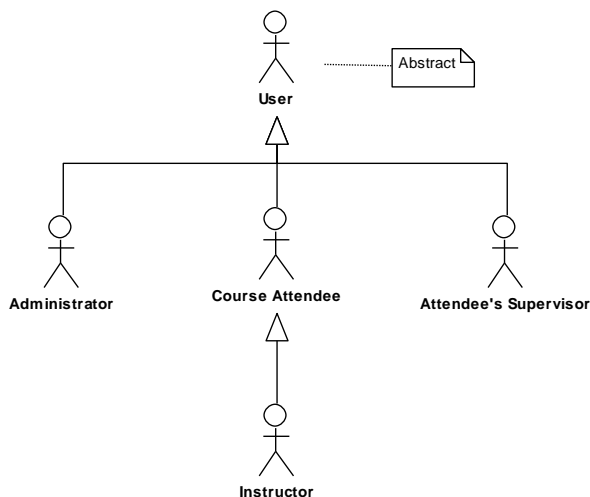 Abstract
User
Administrator
Course Attendee
Attendee's Supervisor
Instructor